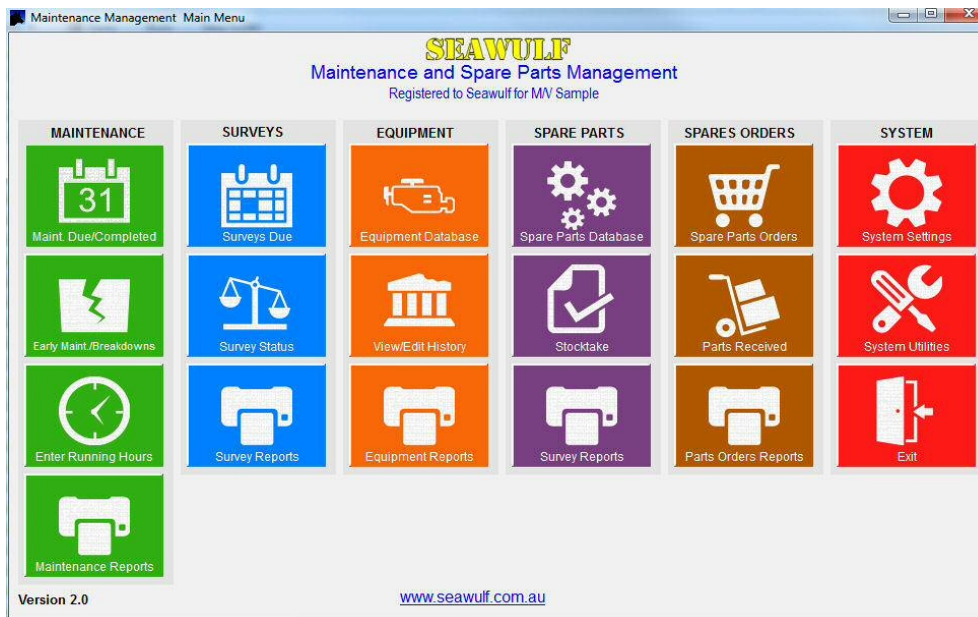 Maintenance Management Main Menu
SEAWULF
Maintenance and Spare Parts Management
Registered to Seawulf for M/V Sample
MAINTENANCE
31
Maint. Due/Completed
Early Maint./Breakdowns
Enter Running Hours
Maintenance Reports
SURVEYS
Surveys Due
Survey Status
Survey Reports
EQUIPMENT
Equipment Database
View/Edit History
Equipment Reports
SPARE PARTS
Spare Parts Database
Stocktake
Survey Reports
SPARES ORDERS
Spare Parts Orders
Parts Received
Parts Orders Reports
SYSTEM
System Settings
System Utilities
Exit
Version 2.0
www.seawulf.com.au